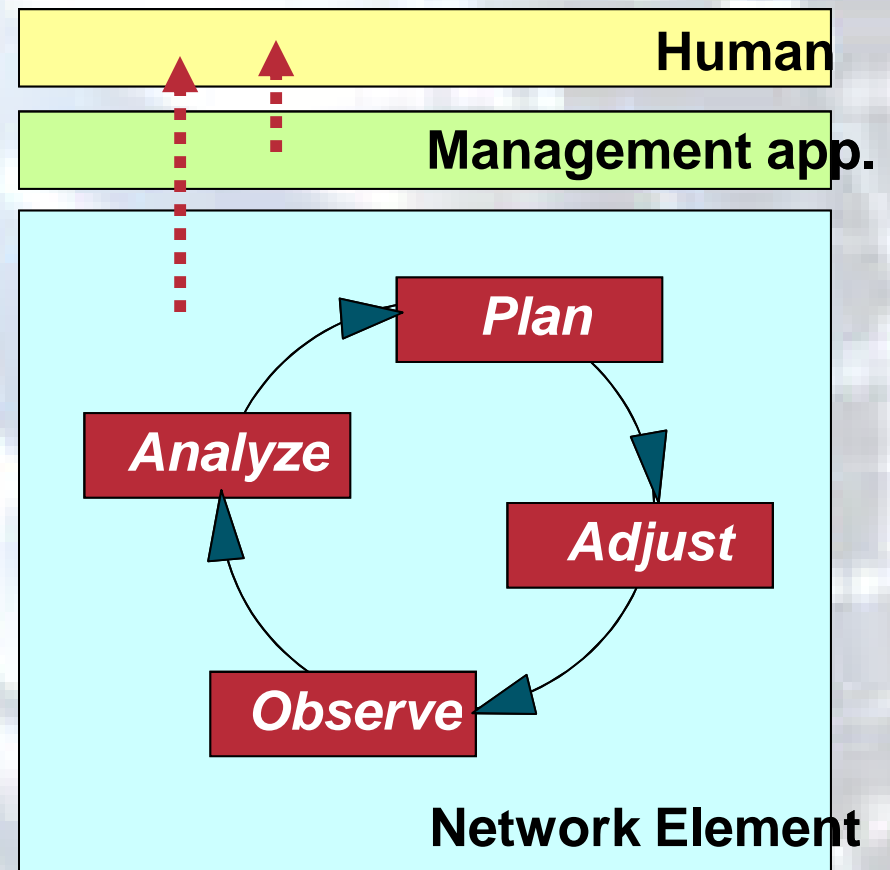 Human
Management app.
Plan
Analyze
Adjust
Observe
Network Element